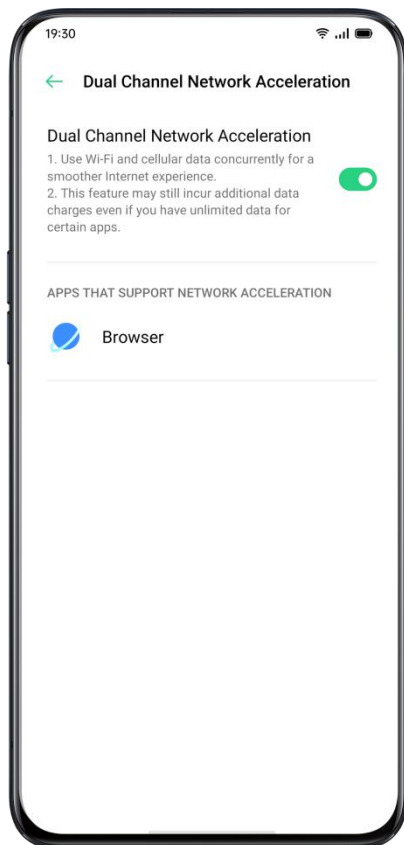 19:30
Dual Channel Network Acceleration
Dual Channel Network Acceleration
1. Use Wi-Fi and cellular data concurrently for a
smoother Internet experience.
2. This feature may still incur additional data
charges even if you have unlimited data for
certain apps.
APPS THAT SUPPORT NETWORK ACCELERATION
Browser